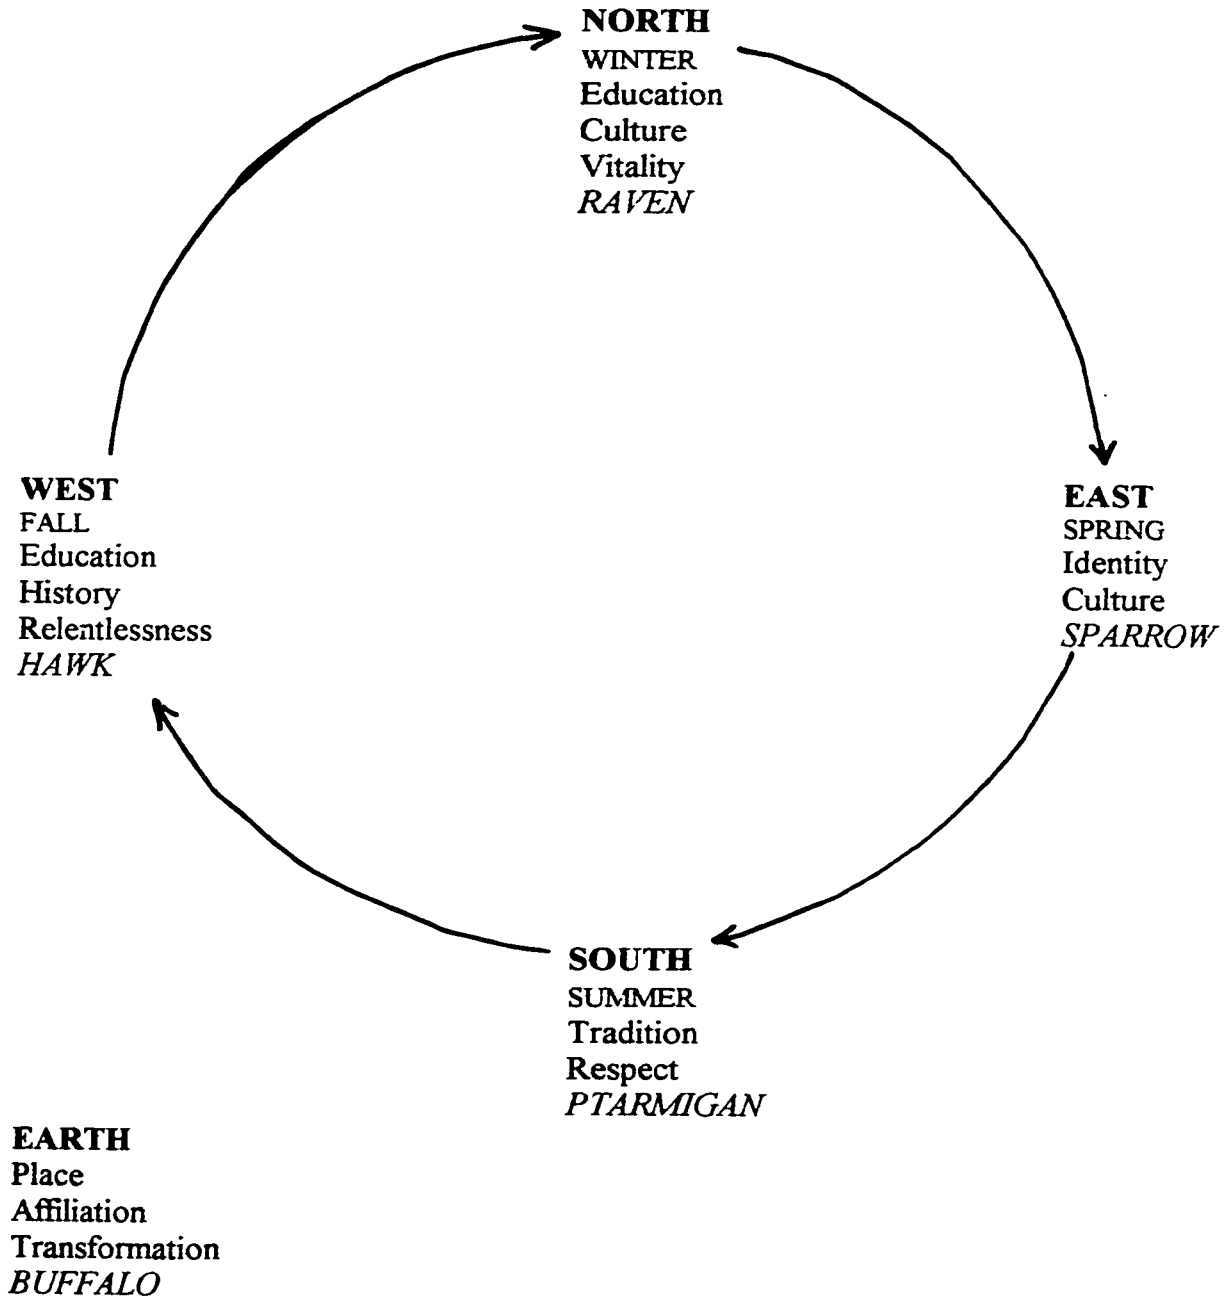 NORTH
WINTER
Education
Culture
Vitality
RAVEN
WEST
FALL
Education
History
Relentlessness
HAWK
EAST
SPRING
Identity
Culture
SPARROW
SOUTH
SUMMER
Tradition
Respect
PTARMIGAN
EARTH
Place
Affiliation
Transformation
BUFFALO